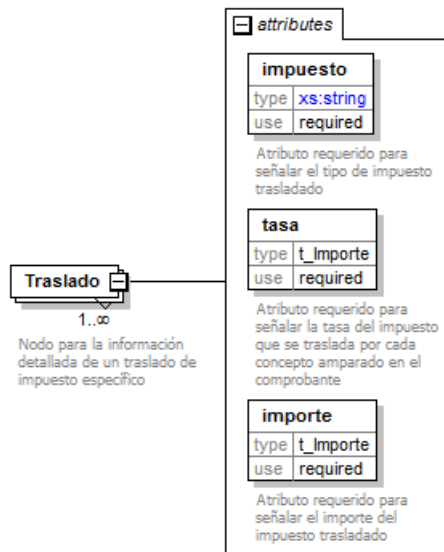 attributes
impuesto
type xs:string
use required
Atributo requerido para
señalar el tipo de impuesto
trasladado
tasa
type t_Importe
use required
Atributo requerido para
señalar la tasa del impuesto
que se traslada por cada
concepto amparado en el
comprobante
Traslado
1..∞
Nodo para la información
detallada de un traslado de
impuesto específico
importe
type t_Importe
use required
Atributo requerido para
señalar el importe del
impuesto trasladado